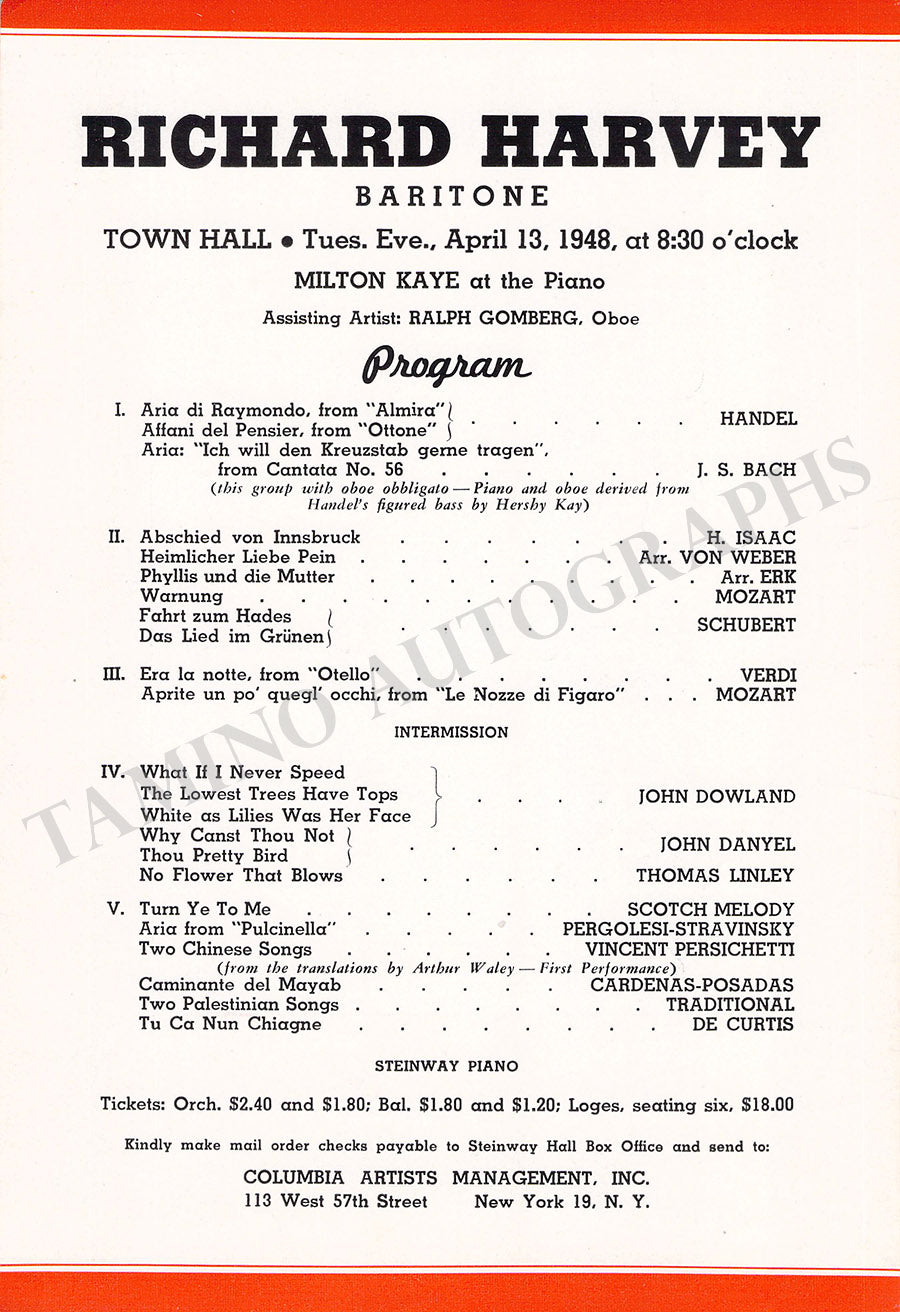 RICHARD HARVEY
BARITONE
TOWN HALL • Tues. Eve., April 13, 1948, at 8:30 o'clock
MILTON KAYE at the Piano
Assisting Artist: RALPH GOMBERG, Oboe
Program
I. Aria di Raymondo, from "Almira"
Affani del Pensier, from "Ottone" . . . . . . HANDEL
Aria: "Ich will den Kreuzstab gerne tragen",
from Cantata No. 56 . . . . . . J. S. BACH
(this group with oboe obbligato — Piano and oboe derived from
Handel's figured bass by Hershy Kay)
II. Abschied von Innsbruck . . . . . . . H. ISAAC
Heimlicher Liebe Pein . . . . . . . Arr. VON WEBER
Phyllis und die Mutter . . . . . . . . . Arr. ERK
Warnung . . . . . . . . . . . MOZART
Fahrt zum Hades
Das Lied im Grünen . . . . . . . SCHUBERT
III. Era la notte, from "Otello" . . . . . . . . VERDI
Aprite un po' quegl' occhi, from "Le Nozze di Figaro" . . . MOZART
INTERMISSION
IV. What If I Never Speed
The Lowest Trees Have Tops . . . . JOHN DOWLAND
White as Lilies Was Her Face
Why Canst Thou Not
Thou Pretty Bird . . . . . . JOHN DANYEL
No Flower That Blows . . . . . . THOMAS LINLEY
V. Turn Ye To Me . . . . . . . . SCOTCH MELODY
Aria from "Pulcinella" . . . . . PERGOLESI-STRAVINSKY
Two Chinese Songs . . . . . . VINCENT PERSICHETTI
(from the translations by Arthur Waley — First Performance)
Caminante del Mayab . . . . . CARDENAS-POSADAS
Two Palestinian Songs . . . . . . . . TRADITIONAL
Tu Ca Nun Chiagne . . . . . . . . DE CURTIS
STEINWAY PIANO
Tickets: Orch. $2.40 and $1.80; Bal. $1.80 and $1.20; Loges, seating six, $18.00
Kindly make mail order checks payable to Steinway Hall Box Office and send to:
COLUMBIA ARTISTS MANAGEMENT, INC.
113 West 57th Street New York 19, N. Y.
TAMINO AUTOGRAPHS